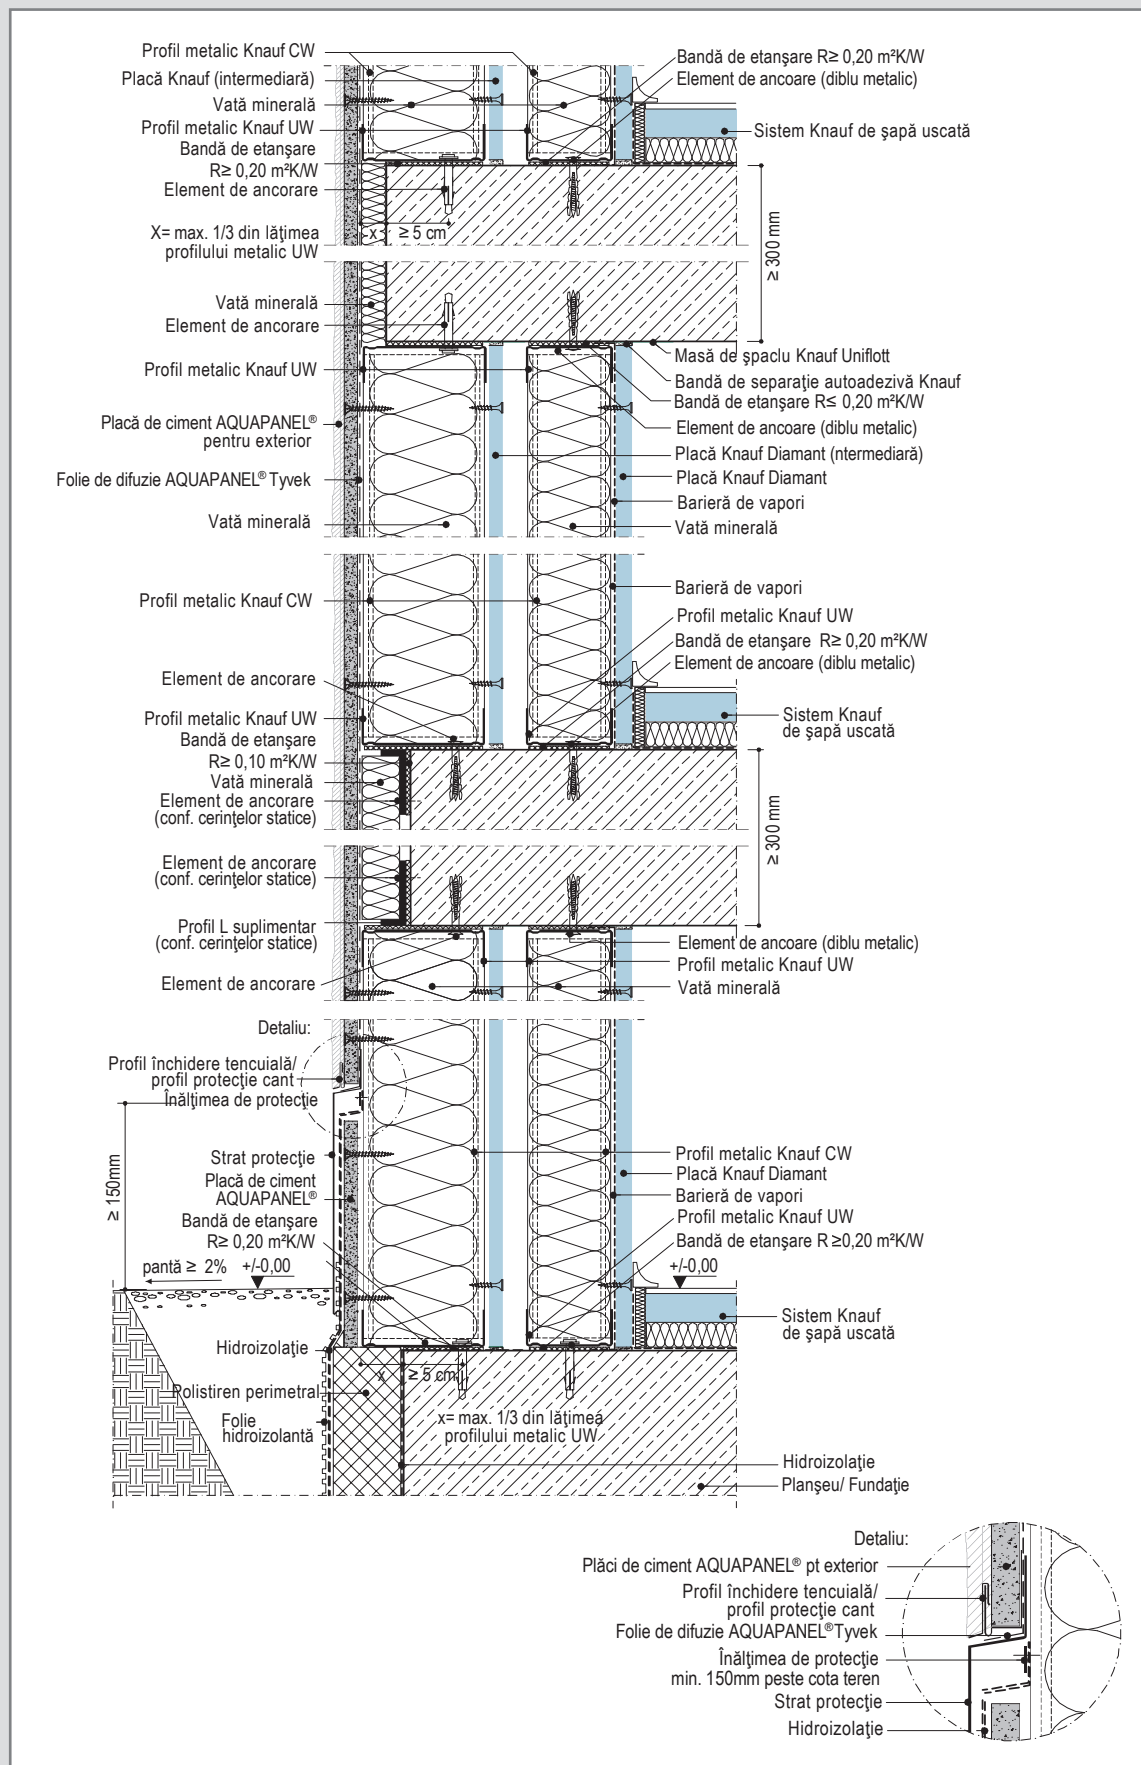 Profil metalic Knauf CW
Placă Knauf (intermediară)
Vată minerală
Profil metalic Knauf UW
Bandă de etanşare
R≥ 0,20 m²K/W
Element de ancorare
X= max. 1/3 din lăţimea
profilului metalic UW
x
≥ 5 cm
Bandă de etanşare R≥ 0,20 m²K/W
Element de ancoare (diblu metalic)
Sistem Knauf de şapă uscată
≥ 300 mm
Vată minerală
Element de ancorare
Profil metalic Knauf UW
Placă de ciment AQUAPANEL®
pentru exterior
Folie de difuzie AQUAPANEL® Tyvek
Vată minerală
Masă de şpaclu Knauf Uniflott
Bandă de separaţie autoadezivă Knauf
Bandă de etanşare R≤ 0,20 m²K/W
Element de ancoare (diblu metalic)
Placă Knauf Diamant (ntermediară)
Placă Knauf Diamant
Barieră de vapori
Vată minerală
Profil metalic Knauf CW
Element de ancorare
Profil metalic Knauf UW
Bandă de etanşare
R≥ 0,10 m²K/W
Vată minerală
Element de ancorare
(conf. cerinţelor statice)
Element de ancorare
(conf. cerinţelor statice)
Profil L suplimentar
(conf. cerinţelor statice)
Element de ancorare
Barieră de vapori
Profil metalic Knauf UW
Bandă de etanşare R≥ 0,20 m²K/W
Element de ancoare (diblu metalic)
Sistem Knauf
de şapă uscată
≥ 300 mm
Element de ancoare (diblu metalic)
Profil metalic Knauf UW
Vată minerală
Detaliu:
Profil închidere tencuială/
profil protecţie cant
Înălţimea de protecţie
Strat protecţie
Placă de ciment
AQUAPANEL®
Bandă de etanşare
R≥ 0,20 m²K/W
≥ 150mm
pantă ≥ 2%
+/-0,00
Profil metalic Knauf CW
Placă Knauf Diamant
Barieră de vapori
Profil metalic Knauf UW
Bandă de etanşare R ≥0,20 m²K/W
+/-0,00
Sistem Knauf
de şapă uscată
Hidroizolaţie
Polistiren perimetral
Folie
hidroizolantă
x
≥ 5 cm
x= max. 1/3 din lăţimea
profilului metalic UW
Hidroizolaţie
Planşeu/ Fundaţie
Detaliu:
Plăci de ciment AQUAPANEL® pt exterior
Profil închidere tencuială/
profil protecţie cant
Folie de difuzie AQUAPANEL®Tyvek
Înălţimea de protecţie
min. 150mm peste cota teren
Strat protecţie
Hidroizolaţie